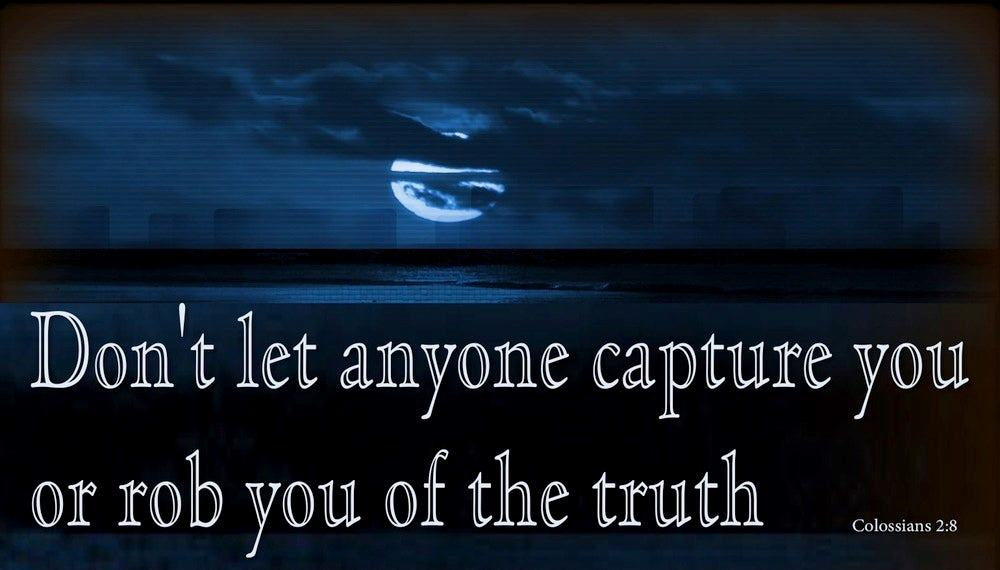 Don't let anyone capture you
or rob you of the truth
Colossians 2:8